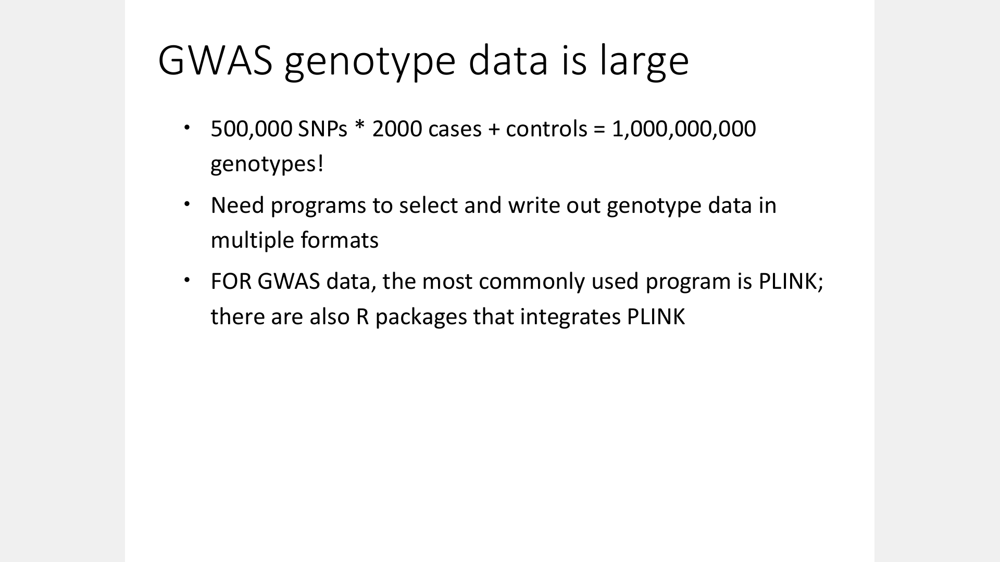 GWAS genotype data is large
• 500,000 SNPs * 2000 cases + controls = 1,000,000,000
genotypes!
• Need programs to select and write out genotype data in
multiple formats
• FOR GWAS data, the most commonly used program is PLINK;
there are also R packages that integrates PLINK